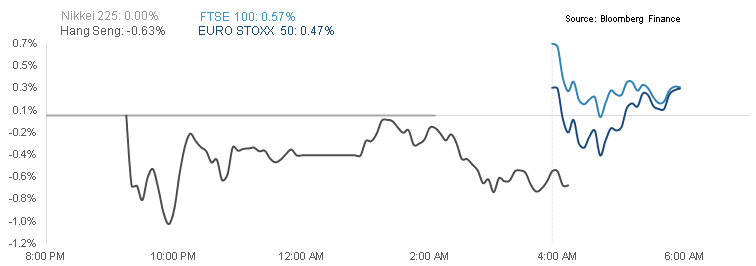 Nikkei 225: 0.00% FTSE 100: 0.57%
Source: Bloomberg Finance
Hang Seng: -0.63% EURO STOXX 50: 0.47%
0.7%
0.5%
0.3%
0.1%
-0.2%
-0.4%
-0.6%
-0.8%
-1.0%
-1.2%
8:00 PM 10:00 PM 12:00 AM 2:00 AM 4:00 AM 6:00 AM